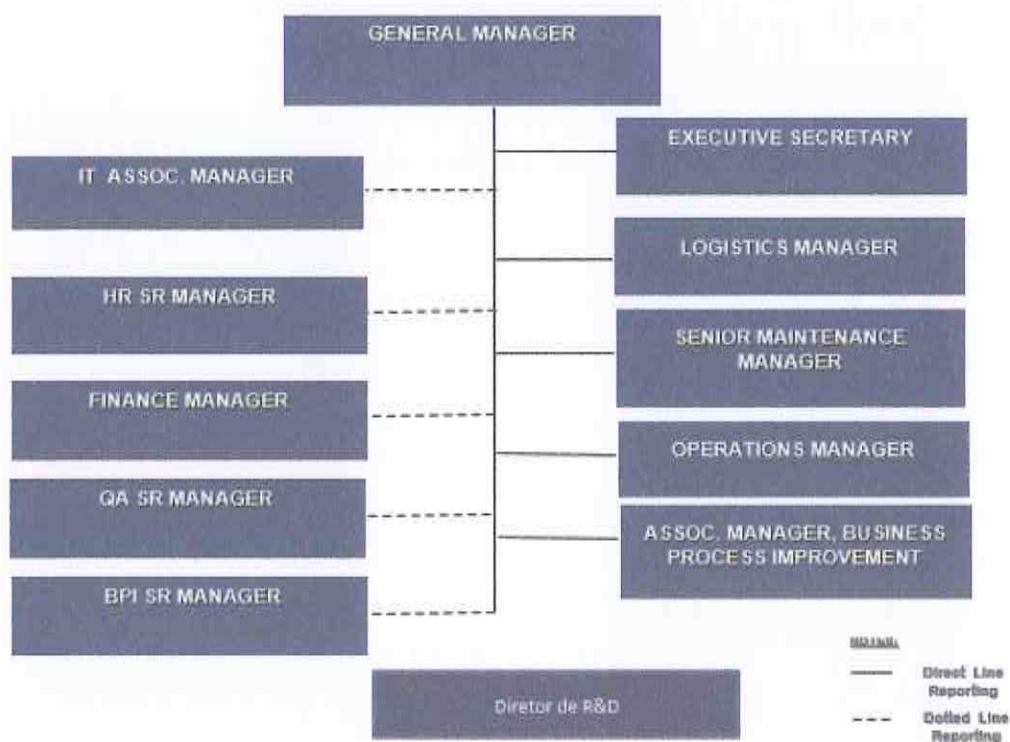 GENERAL MANAGER
EXECUTIVE SECRETARY
IT ASSOC. MANAGER
LOGISTICS MANAGER
HR SR MANAGER
SENIOR MAINTENANCE
MANAGER
FINANCE MANAGER
OPERATIONS MANAGER
QA SR MANAGER
ASSOC. MANAGER, BUSINESS
PROCESS IMPROVEMENT
BPI SR MANAGER
Diretor de R&D
Direct Line
Reporting
Dotted Line
Reporting